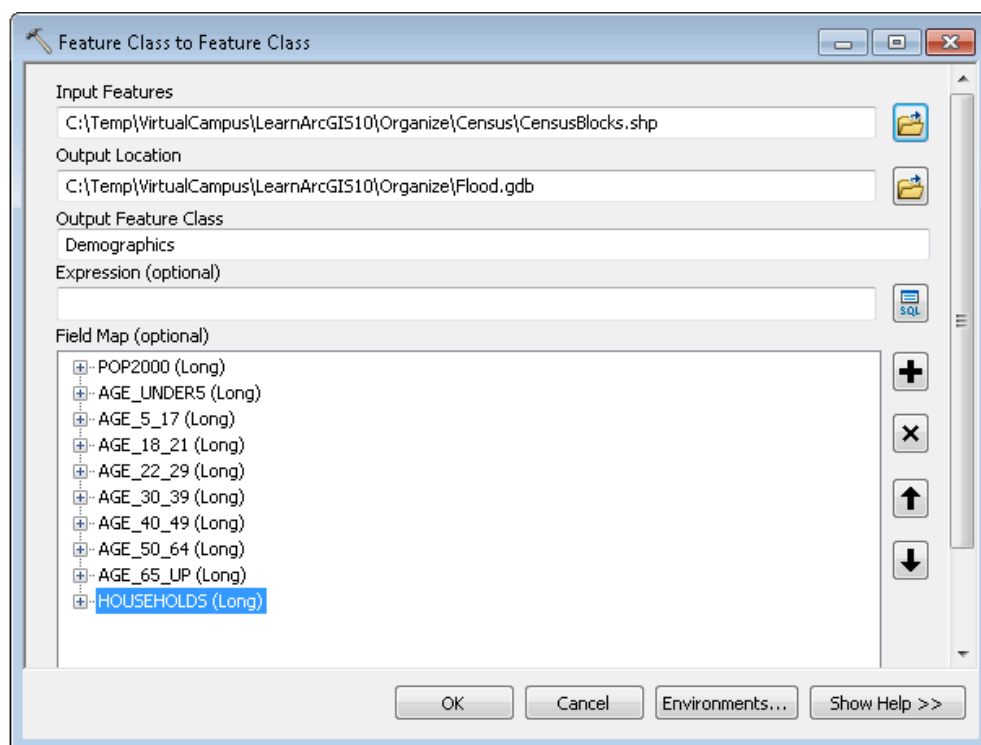 Feature Class to Feature Class
Input Features
C:\Temp\VirtualCampus\LearnArcGIS10\Organize\Census\CensusBlocks.shp
Output Location
C:\Temp\VirtualCampus\LearnArcGIS10\Organize\Flood.gdb
Output Feature Class
Demographics
Expression (optional)
SQL
Field Map (optional)
POP2000 (Long)
AGE_UNDER5 (Long)
AGE_5_17 (Long)
AGE_18_21 (Long)
AGE_22_29 (Long)
AGE_30_39 (Long)
AGE_40_49 (Long)
AGE_50_64 (Long)
AGE_65_UP (Long)
HOUSEHOLDS (Long)
OK Cancel Environments... Show Help >>